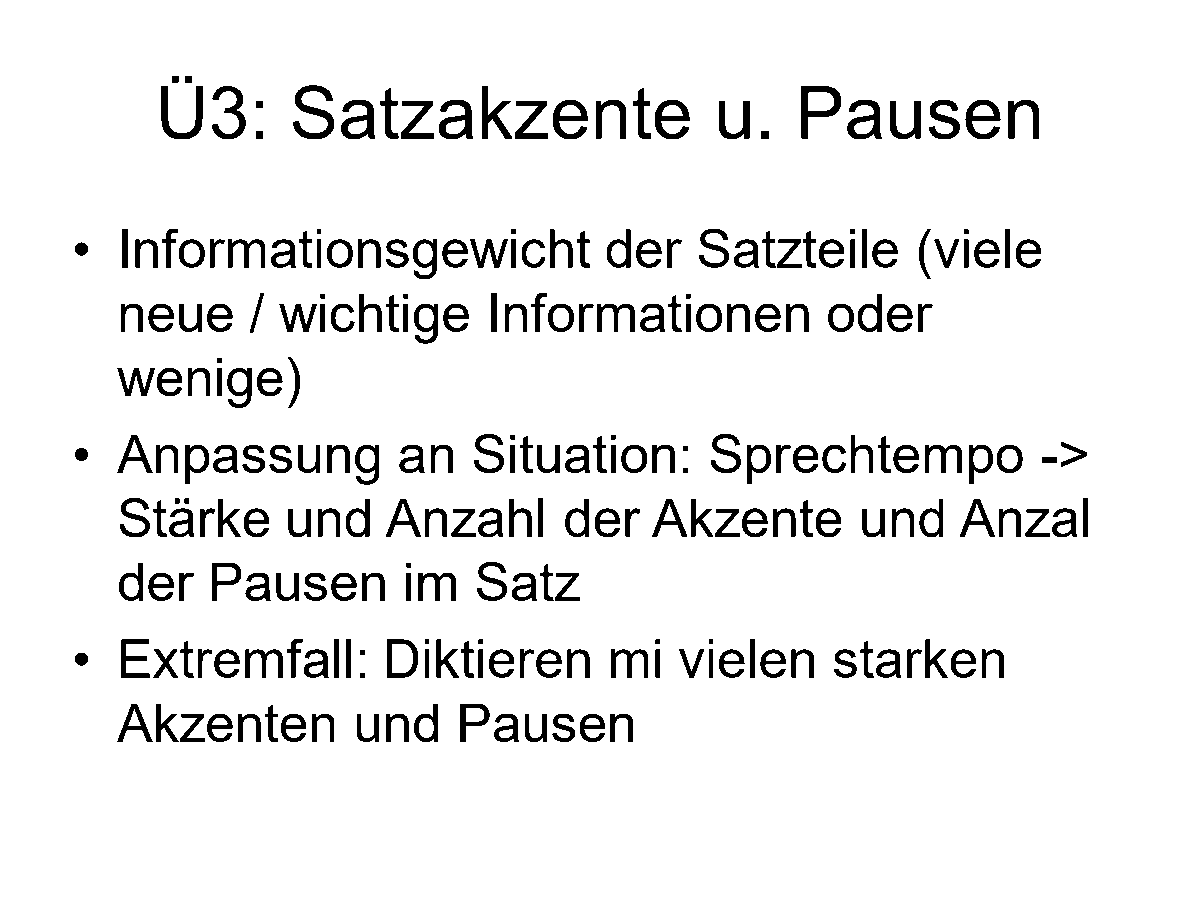 Ü3: Satzakzente u. Pausen
• Informationsgewicht der Satzteile (viele
neue / wichtige Informationen oder
wenige)
• Anpassung an Situation: Sprechtempo ->
Stärke und Anzahl der Akzente und Anzal
der Pausen im Satz
• Extremfall: Diktieren mi vielen starken
Akzenten und Pausen